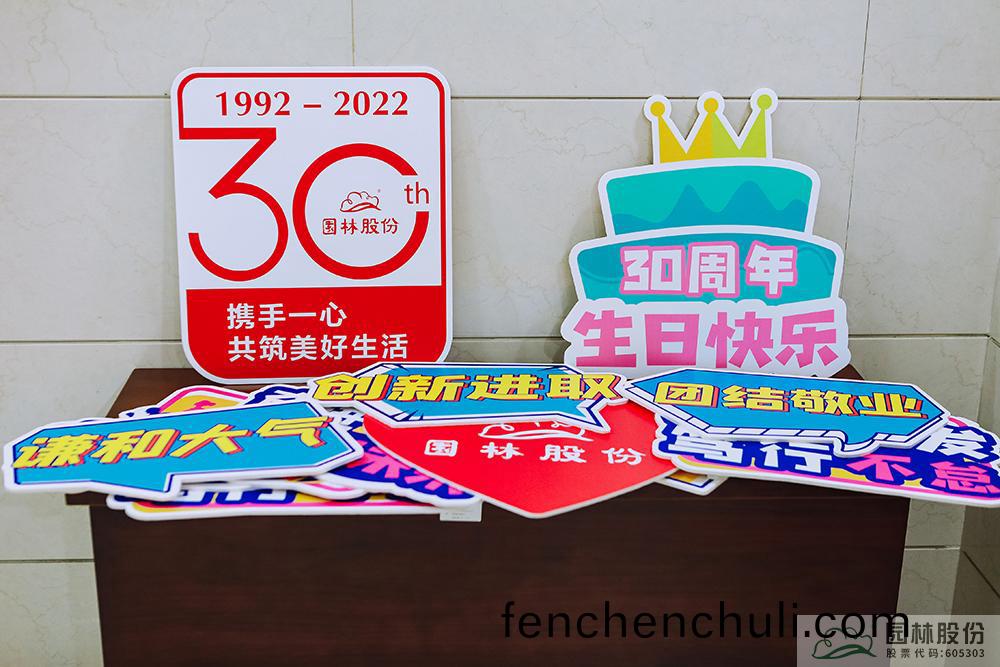 1992 – 2022
30th
园林股份
携手一心
共筑美好生活
30周年
生日快乐
创新进取
团结敬业
谦和大气
园林股份
笃行不怠
fenchenchuli.com
园林股份
股票代码:605303